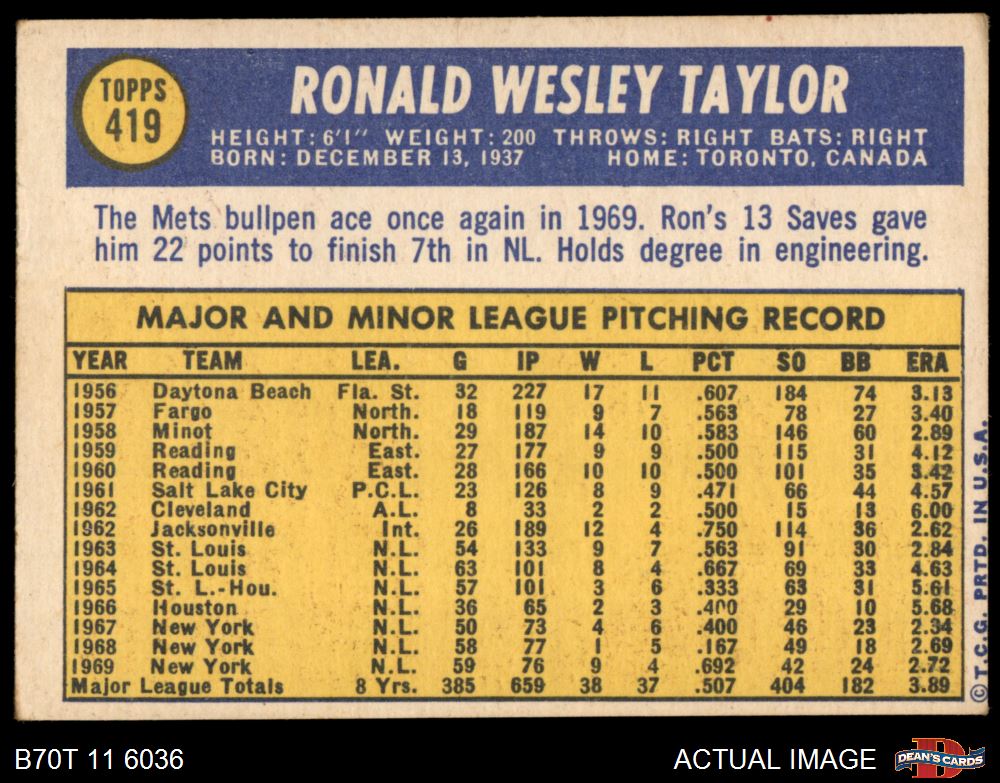 TOPPS
419
RONALD WESLEY TAYLOR
HEIGHT: 6'1" WEIGHT: 200 THROWS: RIGHT BATS: RIGHT
BORN: DECEMBER 13, 1937 HOME: TORONTO, CANADA
The Mets bullpen ace once again in 1969. Ron's 13 Saves gave
him 22 points to finish 7th in NL. Holds degree in engineering.
MAJOR AND MINOR LEAGUE PITCHING RECORD
YEAR TEAM LEA. G IP W L PCT SO BB ERA
1956 Daytona Beach Fla. St. 32 227 17 11 .607 184 74 3.13
1957 Fargo North. 18 119 9 7 .563 78 27 3.40
1958 Minot North. 29 187 14 10 .583 146 60 2.89
1959 Reading East. 27 177 9 9 .500 115 31 4.12
1960 Reading East. 28 166 10 10 .500 101 35 3.42
1961 Salt Lake City P.C.L. 23 126 8 9 .471 66 44 4.57
1962 Cleveland A.L. 8 33 2 2 .500 15 13 6.00
1962 Jacksonville Int. 26 189 12 4 .750 114 36 2.62
1963 St. Louis N.L. 54 133 9 7 .563 91 30 2.84
1964 St. Louis N.L. 63 101 8 4 .667 69 33 4.63
1965 St. L.-Hou. N.L. 57 101 3 6 .333 63 31 5.61
1966 Houston N.L. 36 65 2 3 .400 29 10 5.68
1967 New York N.L. 50 73 4 6 .400 46 23 2.34
1968 New York N.L. 58 77 1 5 .167 49 18 2.69
1969 New York N.L. 59 76 9 4 .692 42 24 2.72
Major League Totals 8 Yrs. 385 659 38 37 .507 404 182 3.89
© T.C.G. PRTD. IN U.S.A.
B70T 11 6036
ACTUAL IMAGE
D
DEAN'S CARDS